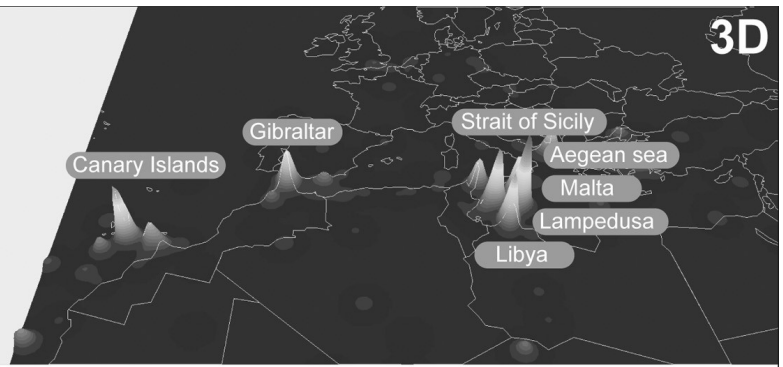 3D
Strait of Sicily
Gibraltar
Aegean sea
Canary Islands
Malta
Lampedusa
Libya